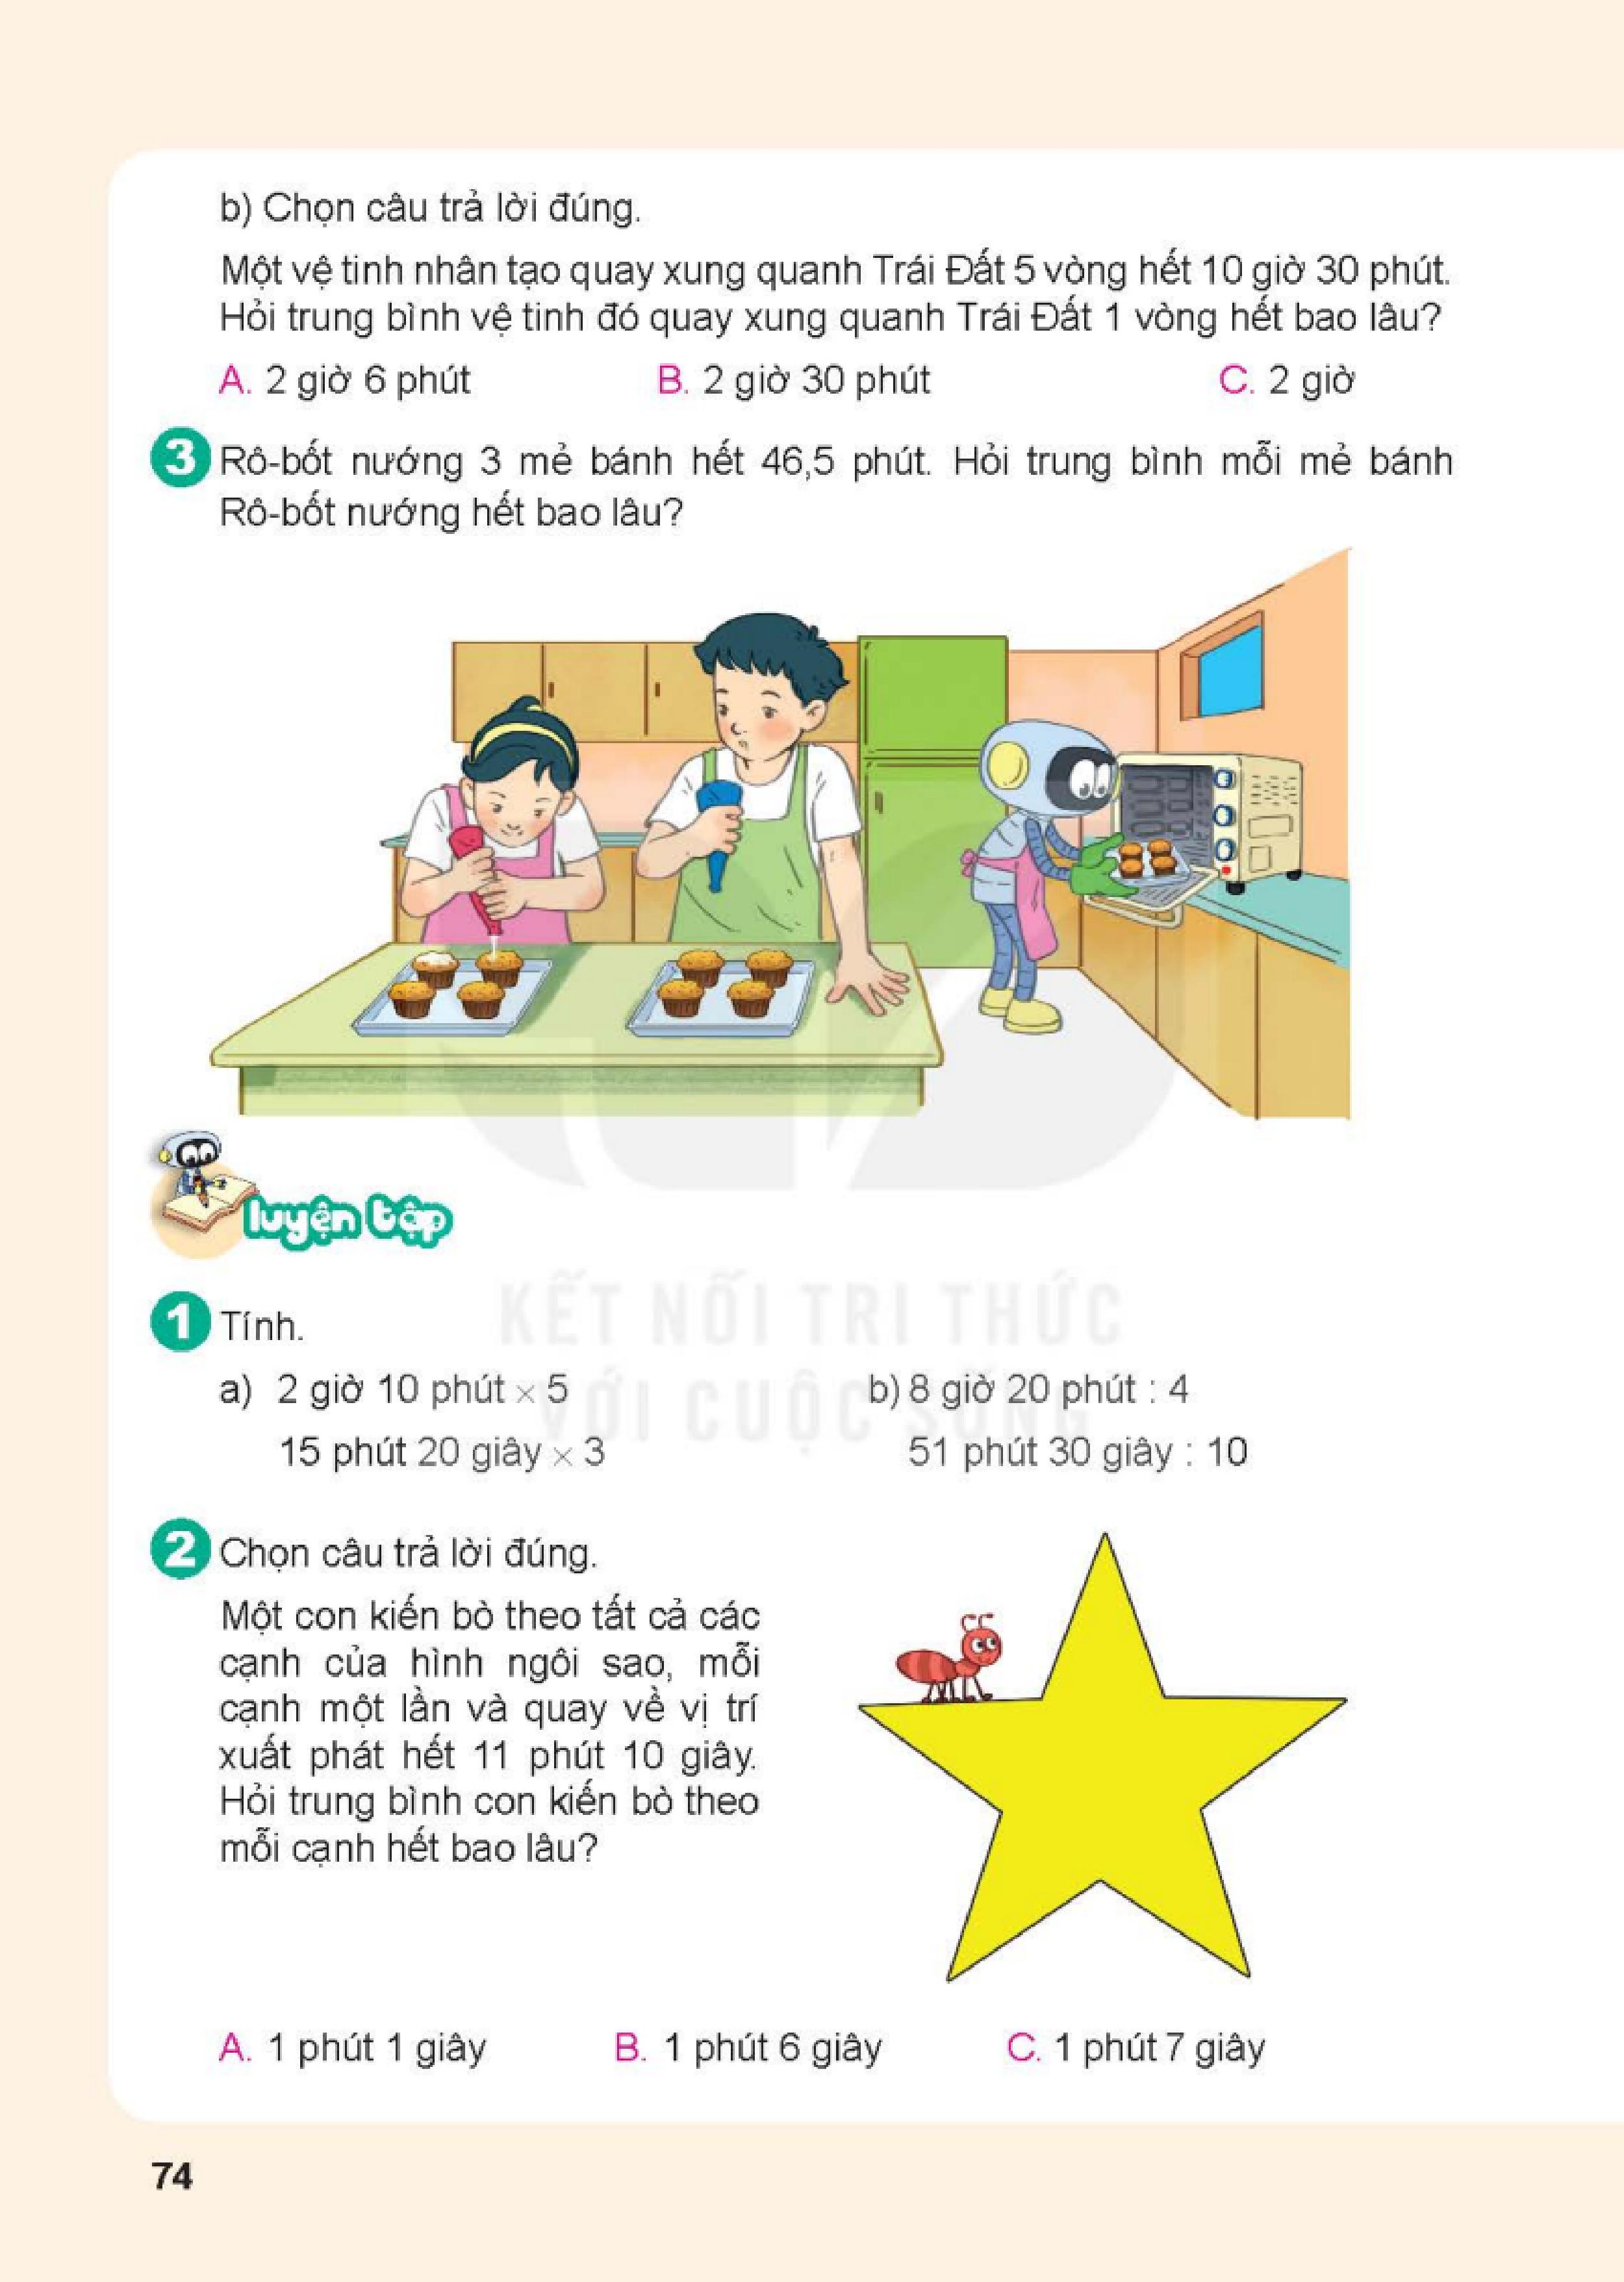 b) Chọn câu trả lời đúng.
Một vệ tinh nhân tạo quay xung quanh Trái Đất 5 vòng hết 10 giờ 30 phút.
Hỏi trung bình vệ tinh đó quay xung quanh Trái Đất 1 vòng hết bao lâu?
A. 2 giờ 6 phút B. 2 giờ 30 phút C. 2 giờ
3 Rô-bốt nướng 3 mẻ bánh hết 46,5 phút. Hỏi trung bình mỗi mẻ bánh
Rô-bốt nướng hết bao lâu?
luyện tập
KẾT NỐI TRI THỨC
VỚI CUỘC SỐNG
1 Tính.
a) 2 giờ 10 phút × 5 b) 8 giờ 20 phút : 4
15 phút 20 giây × 3 51 phút 30 giây : 10
2 Chọn câu trả lời đúng.
Một con kiến bò theo tất cả các
cạnh của hình ngôi sao, mỗi
cạnh một lần và quay về vị trí
xuất phát hết 11 phút 10 giây.
Hỏi trung bình con kiến bò theo
mỗi cạnh hết bao lâu?
A. 1 phút 1 giây B. 1 phút 6 giây C. 1 phút 7 giây
74